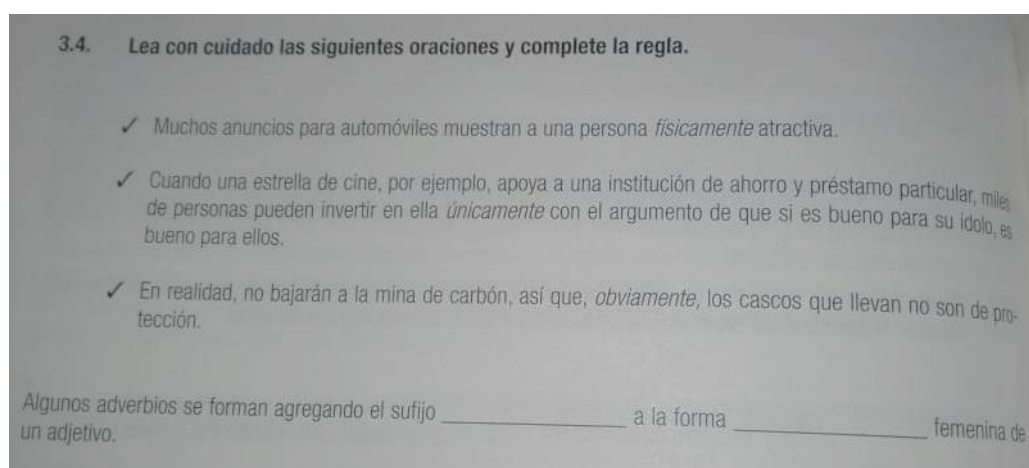 3.4. Lea con cuidado las siguientes oraciones y complete la regla.
✓ Muchos anuncios para automóviles muestran a una persona físicamente atractiva.
✓ Cuando una estrella de cine, por ejemplo, apoya a una institución de ahorro y préstamo particular, miles
de personas pueden invertir en ella únicamente con el argumento de que si es bueno para su ídolo, es
bueno para ellos.
✓ En realidad, no bajarán a la mina de carbón, así que, obviamente, los cascos que llevan no son de pro-
tección.
Algunos adverbios se forman agregando el sufijo ____________ a la forma ____________ femenina de
un adjetivo.